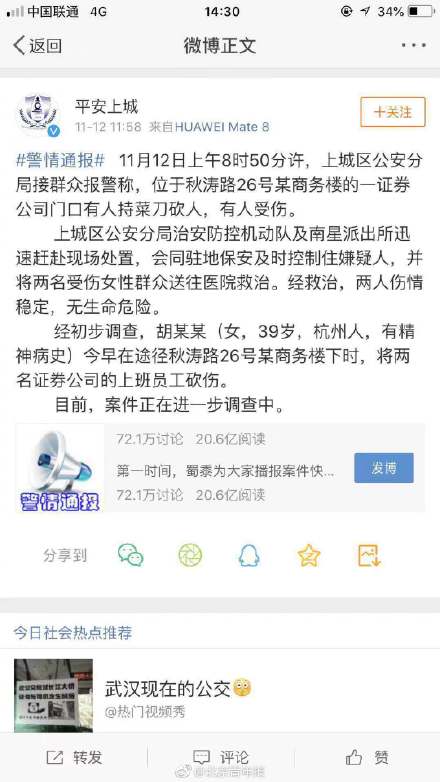 中国联通 4G 14:30 34%
返回 微博正文 ...
平安上城
11-12 11:58 来自HUAWEI Mate 8
+关注
#警情通报# 11月12日上午8时50分许，上城区公安分
局接群众报警称，位于秋涛路26号某商务楼的一证券
公司门口有人持菜刀砍人，有人受伤。
上城区公安分局治安防控机动队及南星派出所迅
速赶赴现场处置，会同驻地保安及时控制住嫌疑人，并
将两名受伤女性群众送往医院救治。经救治，两人伤情
稳定，无生命危险。
经初步调查，胡某某（女，39岁，杭州人，有精
神病史）今早在途径秋涛路26号某商务楼下时，将两
名证券公司的上班员工砍伤。
目前，案件正在进一步调查中。
72.1万讨论 20.6亿阅读
第一时间，蜀黍为大家播报案件快...
72.1万讨论 20.6亿阅读
发博
警情通报
分享到
今日社会热点推荐
武汉现在的公交
@热门视频秀
转发 评论 赞
@北京青年报